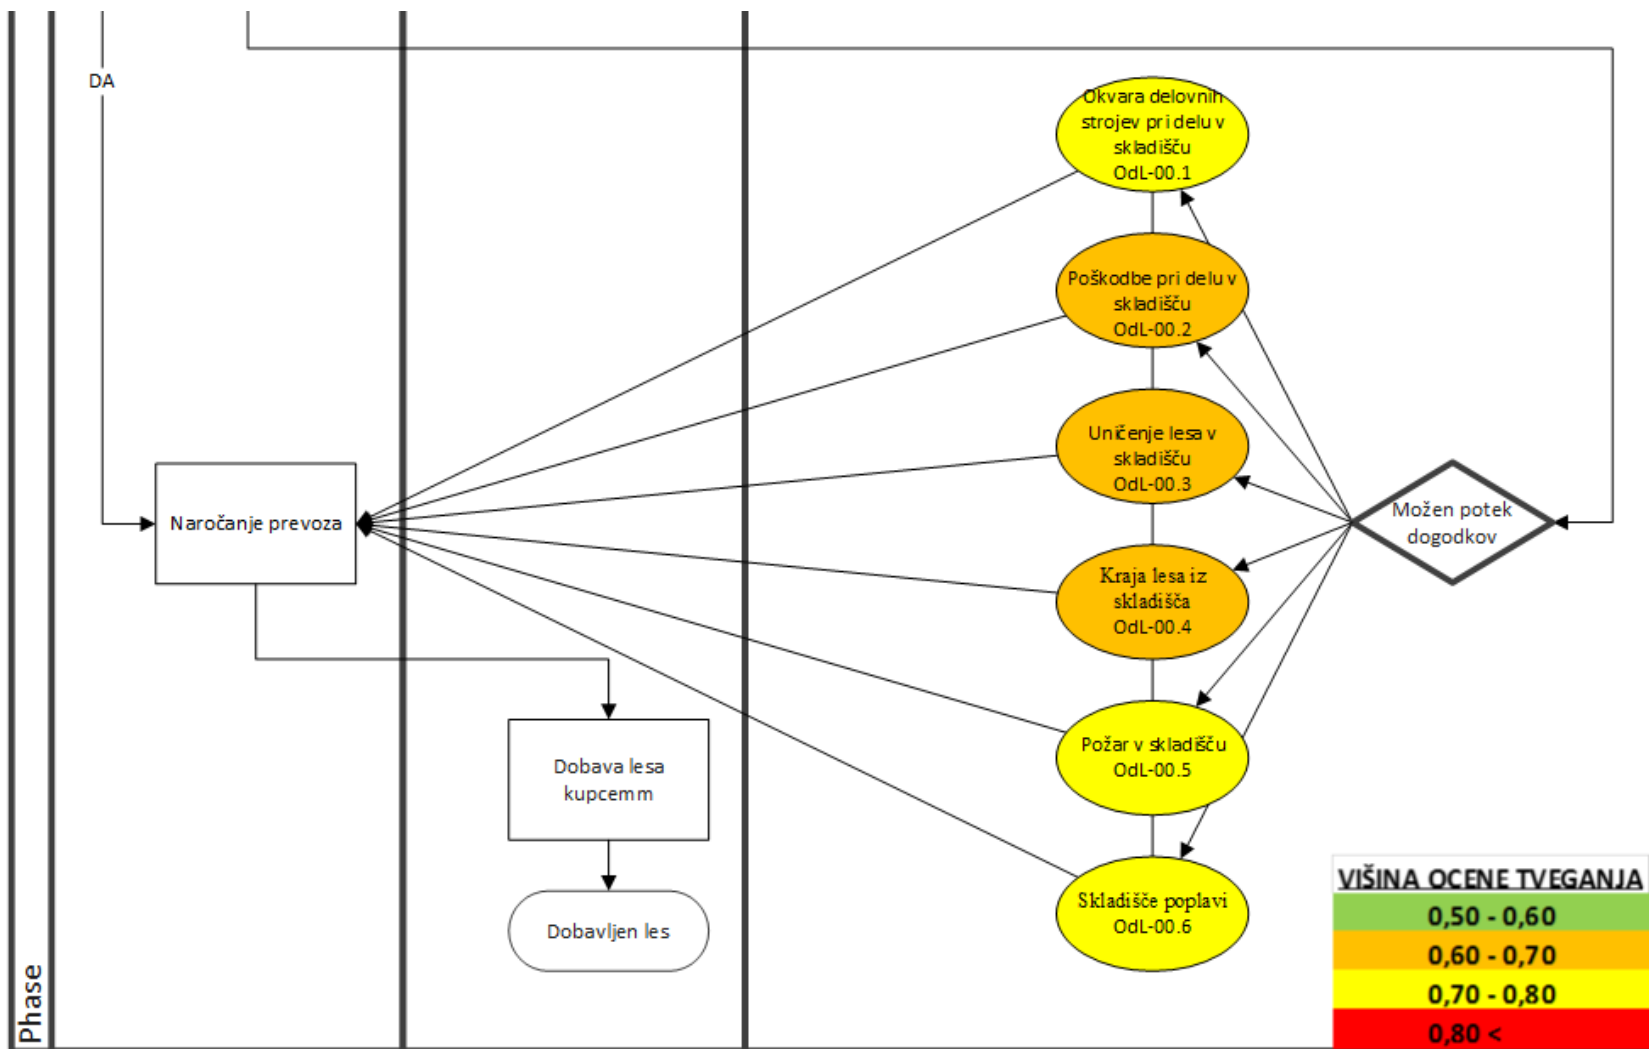 DA
Okvara delovnih
strojev pri delu v
skladišču
OdL-00.1
Poškodbe pri delu v
skladišču
OdL-00.2
Uničenje lesa v
skladišču
OdL-00.3
Možen potek
dogodkov
Naročanje prevoza
Kraja lesa iz
skladišča
OdL-00.4
Požar v skladišču
OdL-00.5
Dobava lesa
kupcemm
Skladišče poplavi
OdL-00.6
Dobavljen les
VIŠINA OCENE TVEGANJA
0,50 - 0,60
0,60 - 0,70
0,70 - 0,80
0,80 <
Phase